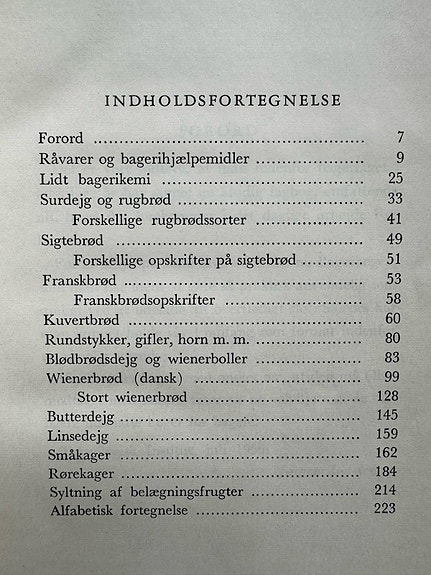 INDHOLDSFORTEGNELSE
Forord 7
Råvarer og bagerihjælpemidler 9
Lidt bagerikemi 25
Surdejg og rugbrød 33
Forskellige rugbrødssorter 41
Sigtebrød 49
Forskellige opskrifter på sigtebrød 51
Franskbrød 53
Franskbrødsopskrifter 58
Kuvertbrød 60
Rundstykker, gifler, horn m. m. 80
Blødbrødsdejg og wienerboller 83
Wienerbrød (dansk) 99
Stort wienerbrød 128
Butterdejg 145
Linsedejg 159
Småkager 162
Rørekager 184
Syltning af belægningsfrugter 214
Alfabetisk fortegnelse 223